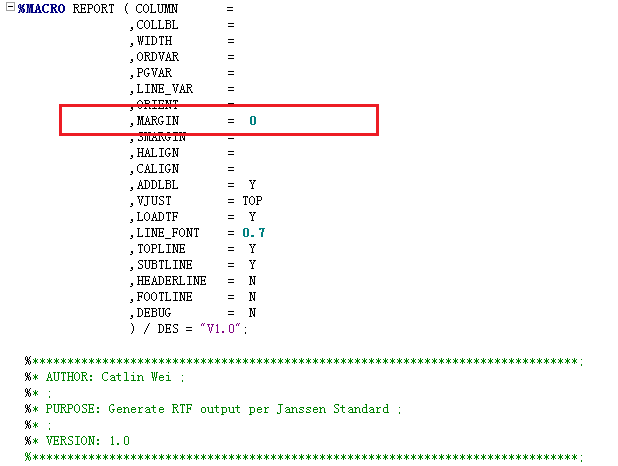 %MACRO REPORT ( COLUMN =
,COLLBL =
,WIDTH =
,ORDVAR =
,PGVAR =
,LINE_VAR =
,ORIENT =
,MARGIN = 0
,SMARGIN =
,HALIGN =
,CALIGN =
,ADDLBL = Y
,VJUST = TOP
,LOADTF = Y
,LINE_FONT = 0.7
,TOPLINE = Y
,SUBTLINE = Y
,HEADERLINE = N
,FOOTLINE = N
,DEBUG = N
) / DES = "V1.0";
%******************************************************************************;
%* AUTHOR: Catlin Wei ;
%* ;
%* PURPOSE: Generate RTF output per Janssen Standard ;
%* ;
%* VERSION: 1.0
%******************************************************************************;